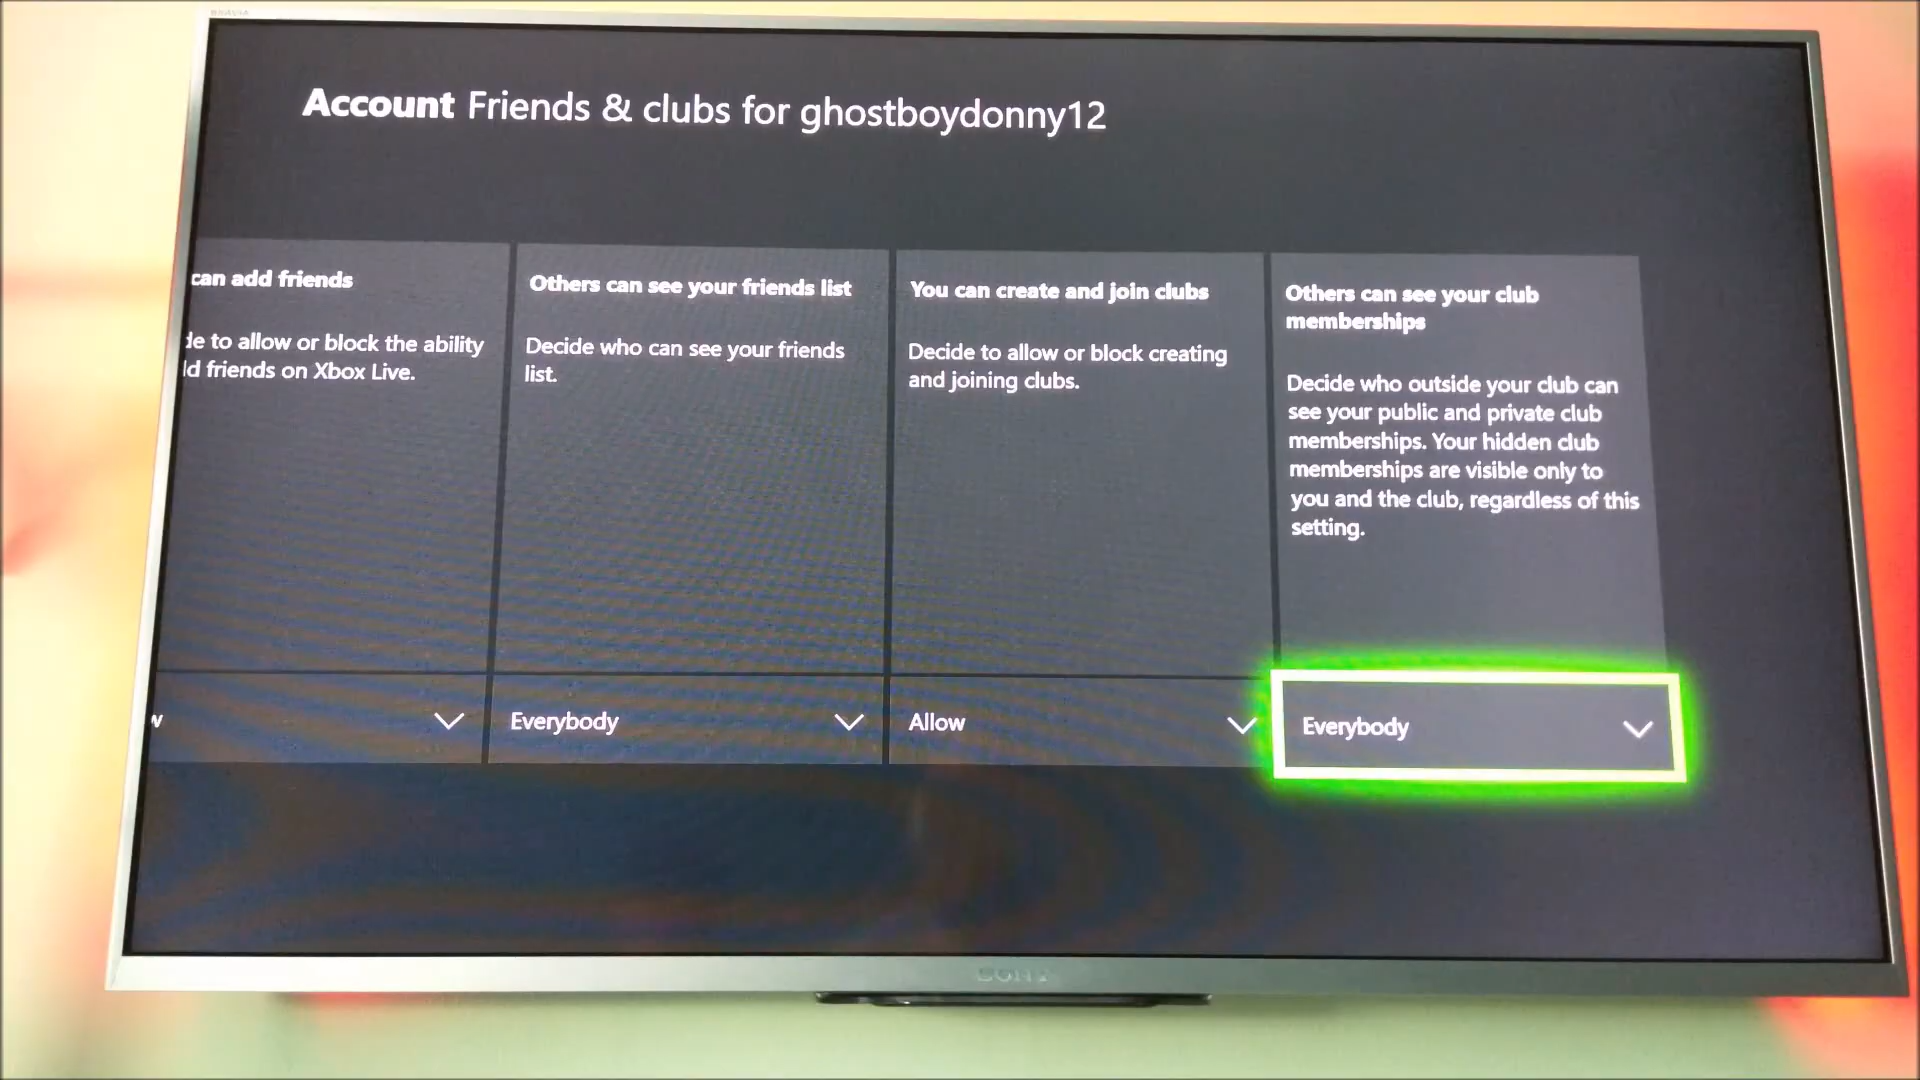 BRAVIA
Account Friends & clubs for ghostboydonny12
can add friends
de to allow or block the ability
ld friends on Xbox Live.
Others can see your friends list
Decide who can see your friends
list.
You can create and join clubs
Decide to allow or block creating
and joining clubs.
Others can see your club
memberships
Decide who outside your club can
see your public and private club
memberships. Your hidden club
memberships are visible only to
you and the club, regardless of this
setting.
w
Everybody
Allow
Everybody
SONY